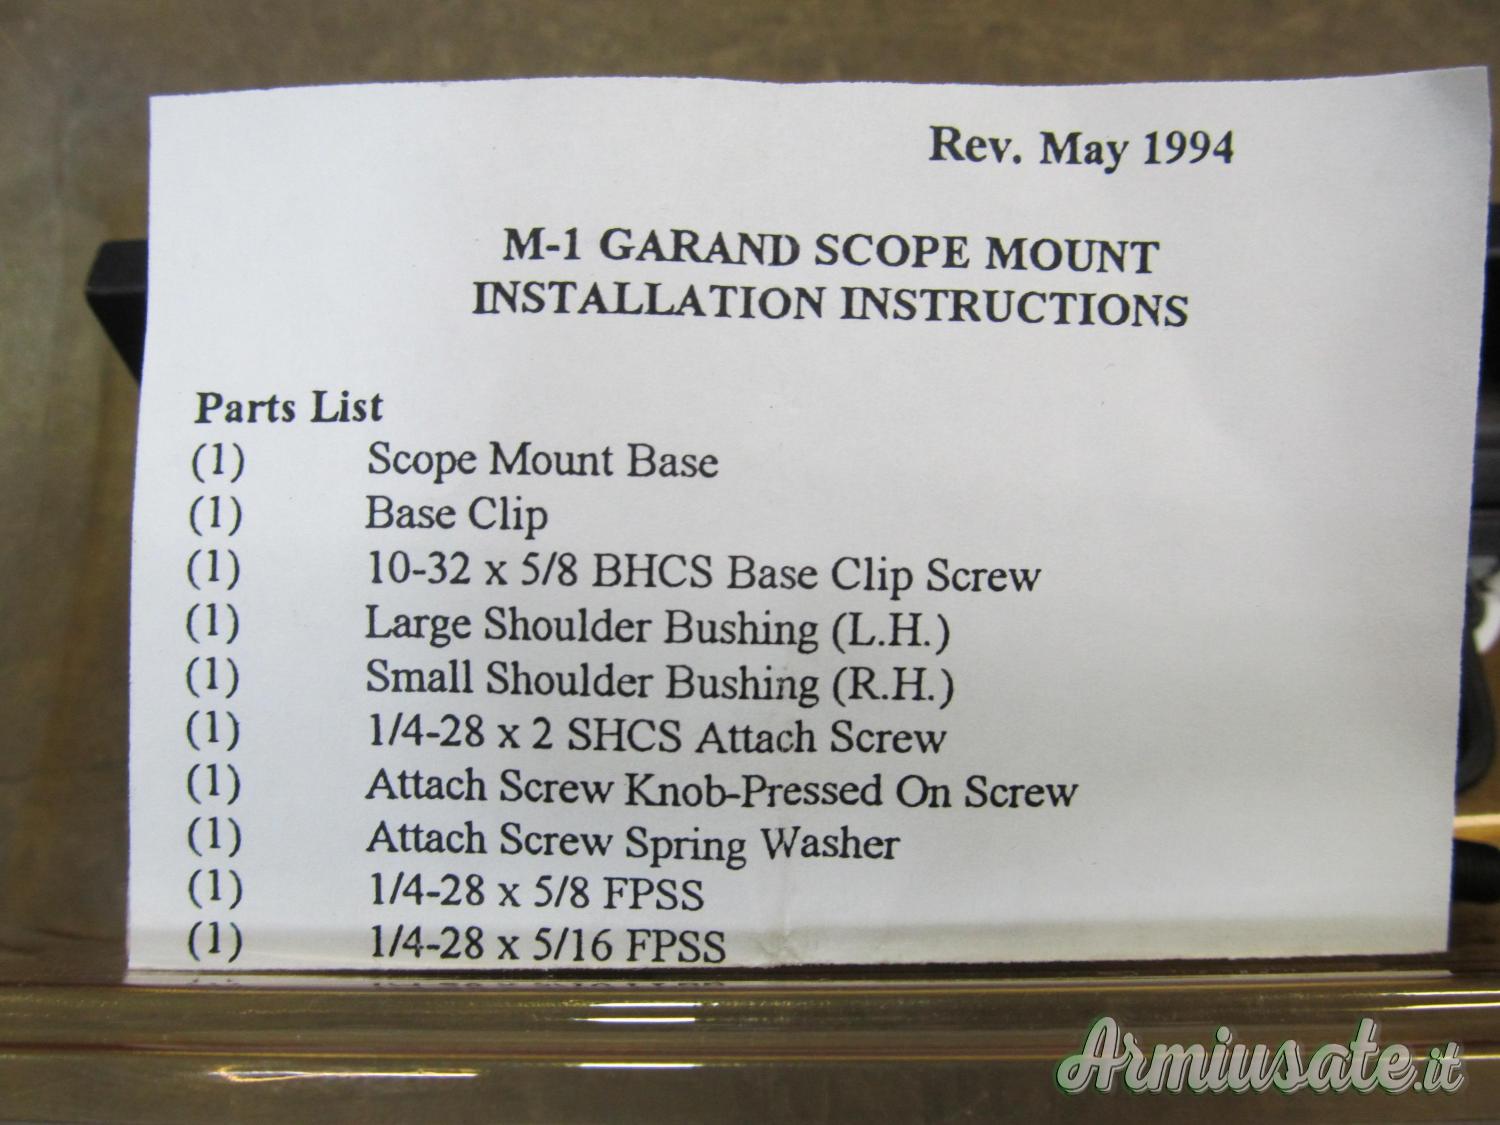 Rev. May 1994
M-1 GARAND SCOPE MOUNT
INSTALLATION INSTRUCTIONS
Parts List
(1) Scope Mount Base
(1) Base Clip
(1) 10-32 x 5/8 BHCS Base Clip Screw
(1) Large Shoulder Bushing (L.H.)
(1) Small Shoulder Bushing (R.H.)
(1) 1/4-28 x 2 SHCS Attach Screw
(1) Attach Screw Knob-Pressed On Screw
(1) Attach Screw Spring Washer
(1) 1/4-28 x 5/8 FPSS
(1) 1/4-28 x 5/16 FPSS
Armiusate.it